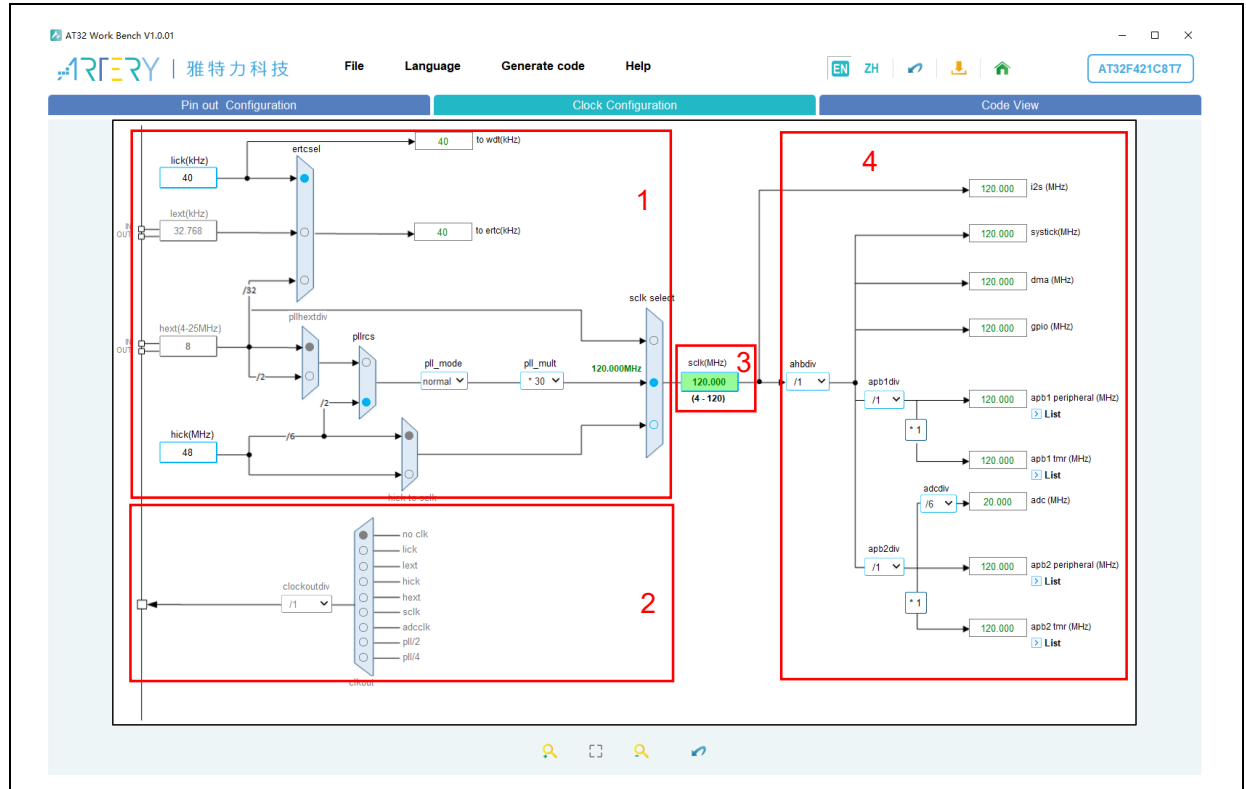 AT32 Work Bench V1.0.01
ARTERY 雅特力科技
File Language Generate code Help
EN ZH
AT32F421C8T7
Pin out Configuration
Clock Configuration
Code View
1
lick(kHz)
40
ertcsel
40 to wdt(kHz)
IN
OUT
lext(kHz)
32.768
40 to ertc(kHz)
/32
pllhextdiv
IN
OUT
hext(4-25MHz)
8
/2
pllrcs
/2
pll_mode
normal
pll_mult
* 30
120.000MHz
sclk select
hick(MHz)
48
/6
hick to sclk
3
sclk(MHz)
120.000
(4 - 120)
2
no clk
lick
lext
hick
hext
sclk
adcclk
pll/2
pll/4
clockoutdiv
/1
clkout
4
120.000 i2s (MHz)
120.000 systick(MHz)
120.000 dma (MHz)
120.000 gpio (MHz)
ahbdiv
/1
apb1div
/1
120.000 apb1 peripheral (MHz)
List
* 1
120.000 apb1 tmr (MHz)
List
adcdiv
/6
20.000 adc (MHz)
apb2div
/1
120.000 apb2 peripheral (MHz)
List
* 1
120.000 apb2 tmr (MHz)
List